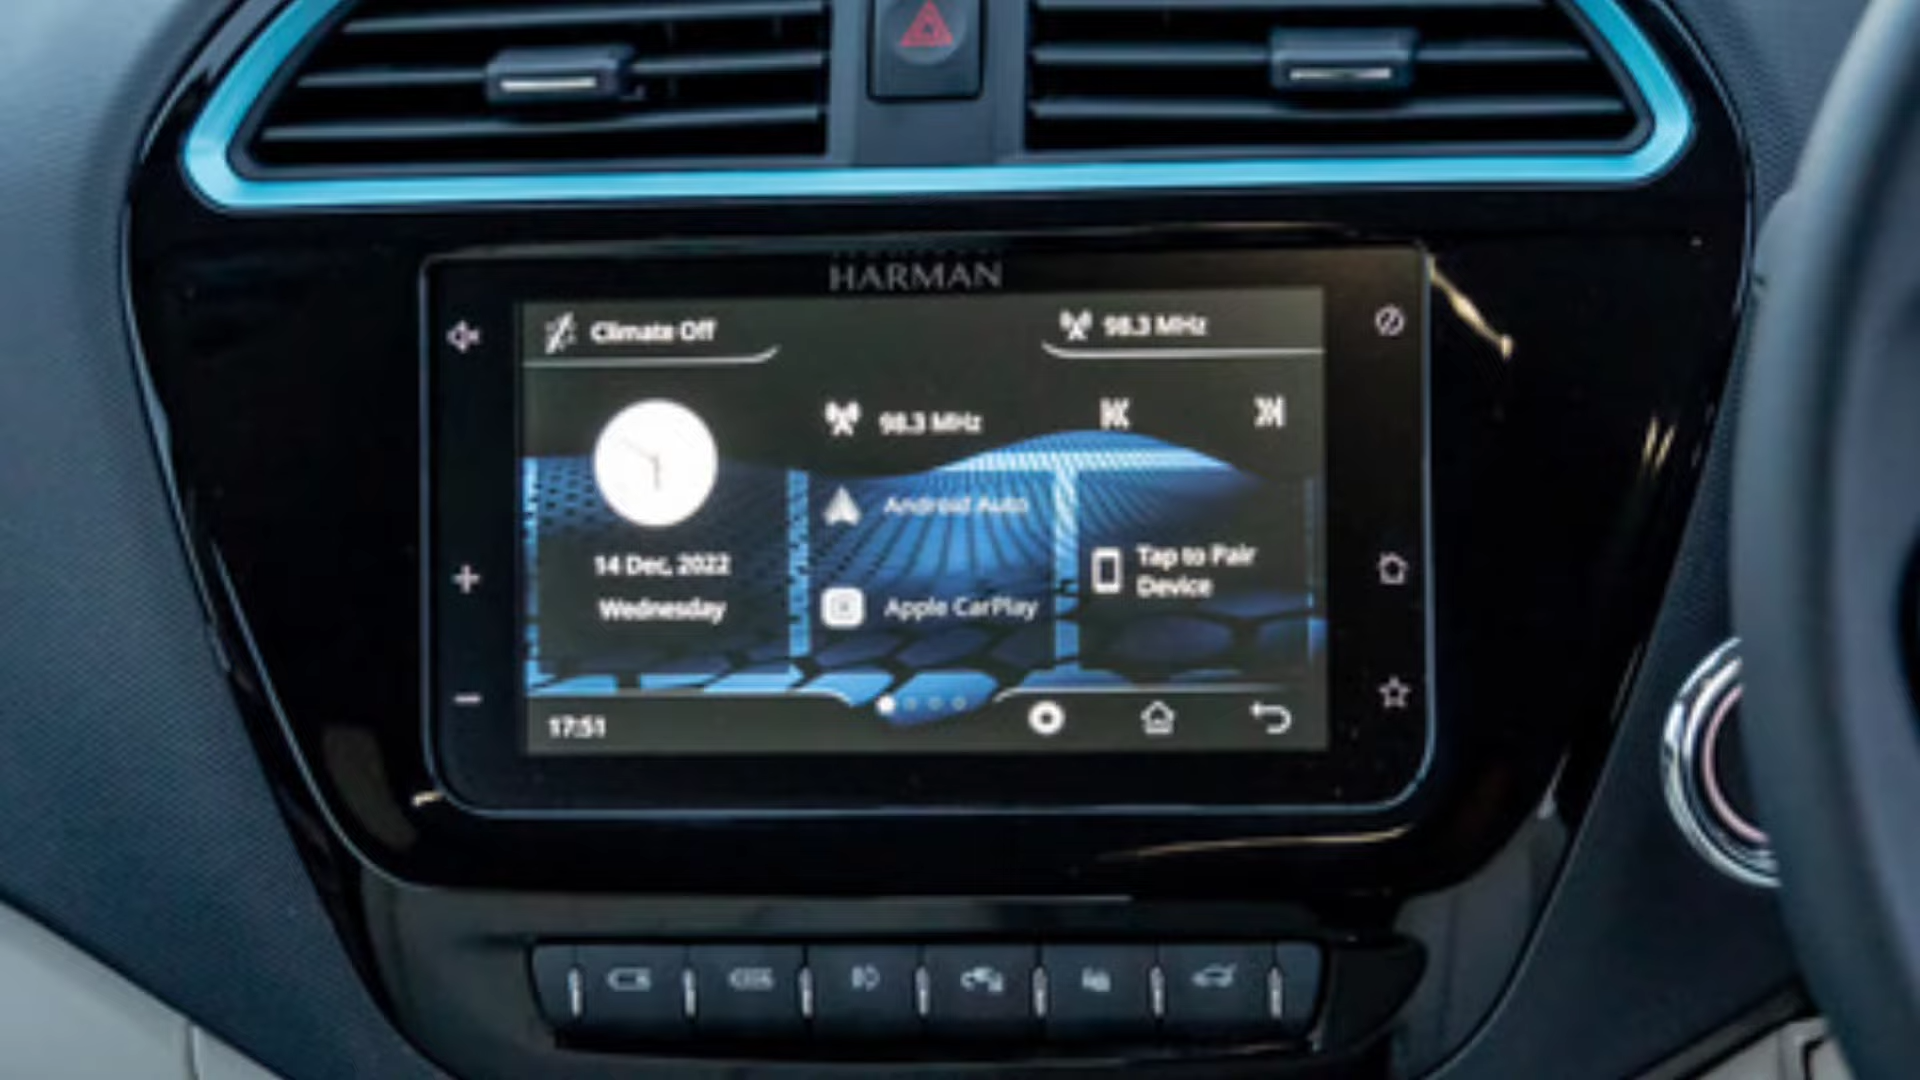 HARMAN
Climate Off
98.3 MHz
98.3 MHz
Android Auto
Apple CarPlay
Tap to Pair
Device
14 Dec, 2022
Wednesday
17:51